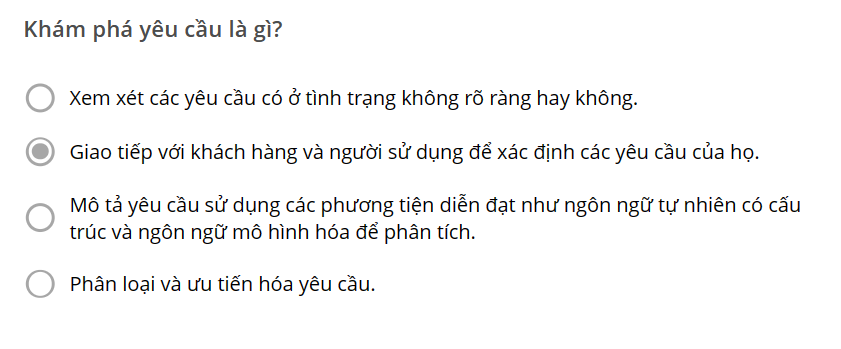 Khám phá yêu cầu là gì?
Xem xét các yêu cầu có ở tình trạng không rõ ràng hay không.
Giao tiếp với khách hàng và người sử dụng để xác định các yêu cầu của họ.
Mô tả yêu cầu sử dụng các phương tiện diễn đạt như ngôn ngữ tự nhiên có cấu
trúc và ngôn ngữ mô hình hóa để phân tích.
Phân loại và ưu tiến hóa yêu cầu.